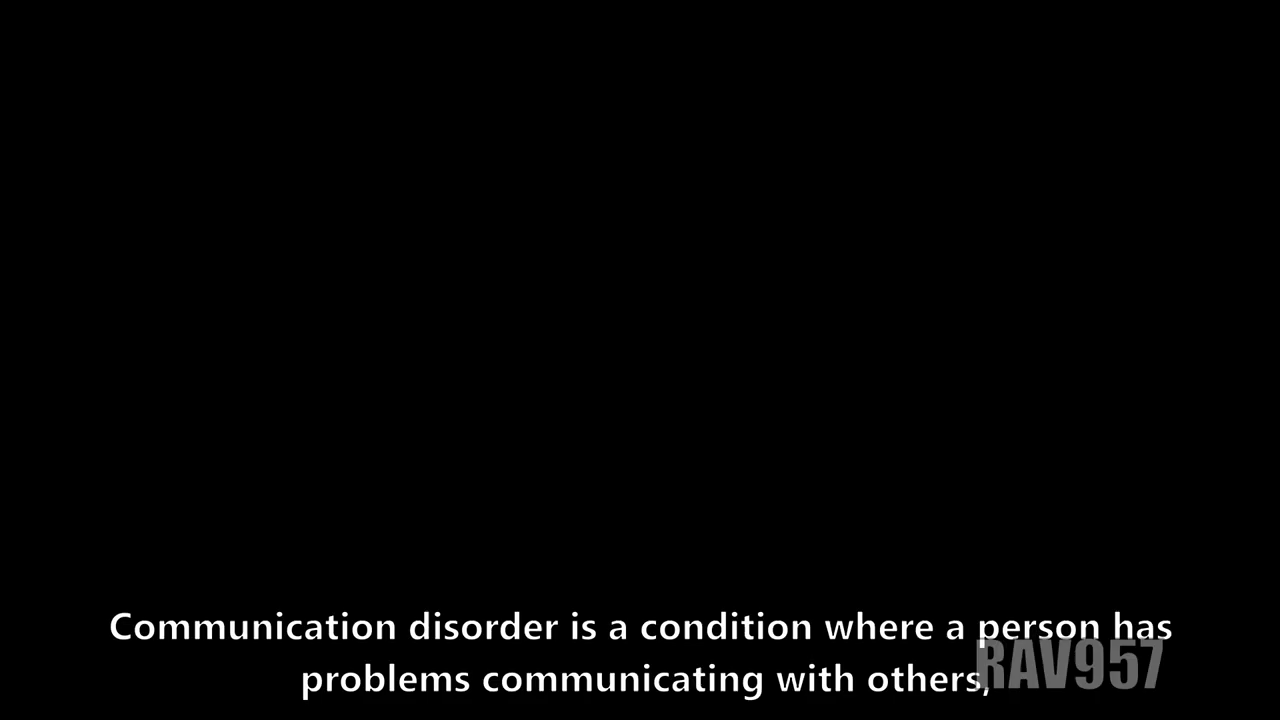 Communication disorder is a condition where a person has
problems communicating with others,
RAV957